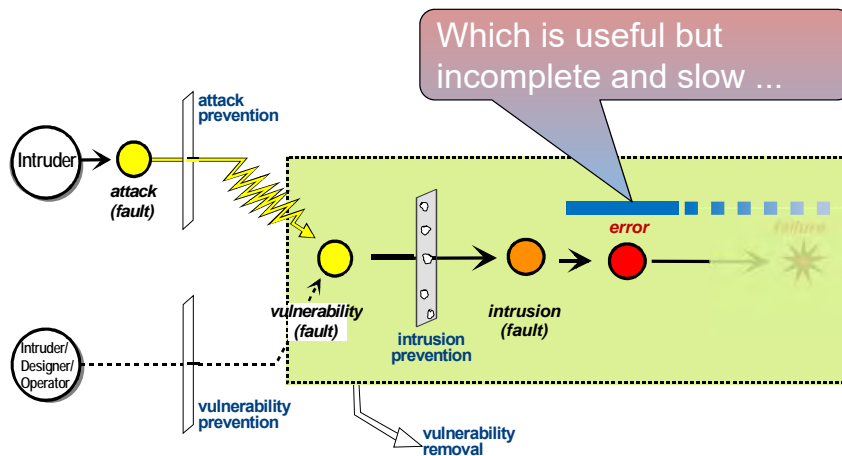 Which is useful but
incomplete and slow ...
attack
prevention
Intruder
attack
(fault)
error
failure
vulnerability
(fault)
intrusion
(fault)
intrusion
prevention
Intruder/
Designer/
Operator
vulnerability
prevention
vulnerability
removal